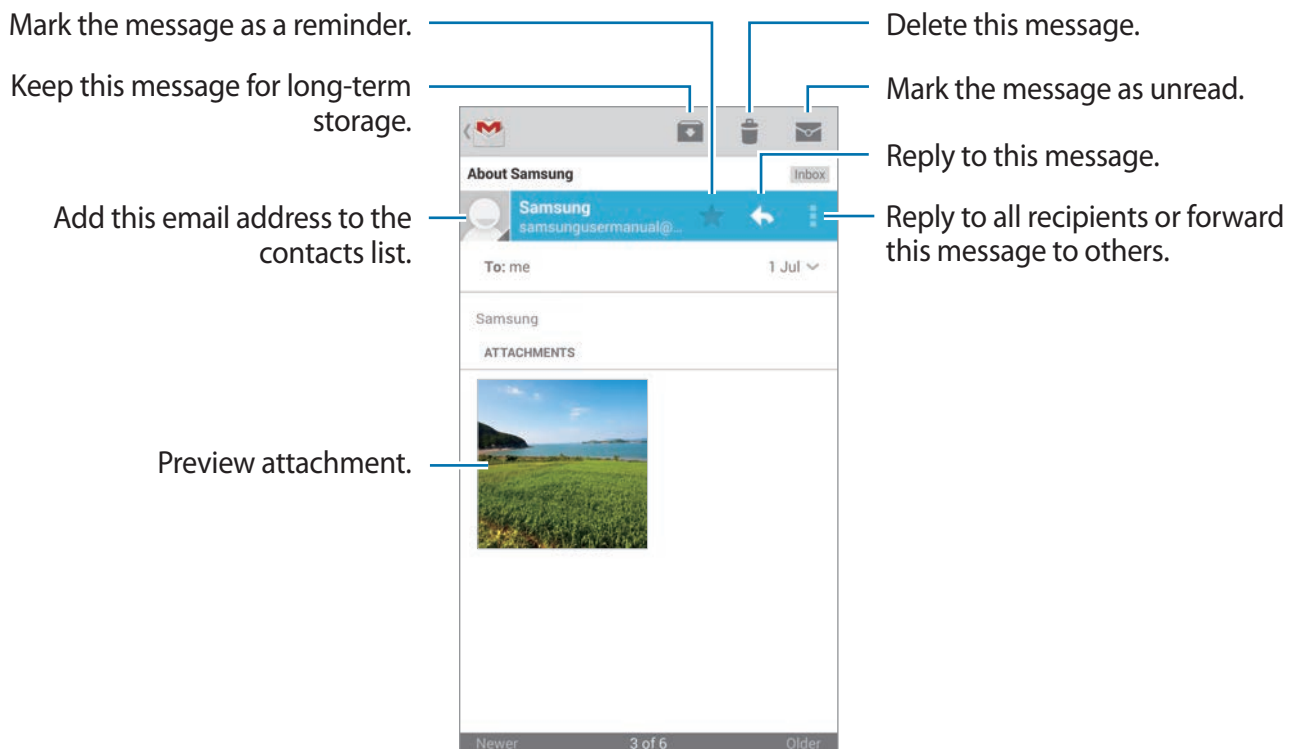 Mark the message as a reminder.
Delete this message.
Keep this message for long-term
storage.
Mark the message as unread.
Reply to this message.
About Samsung
Inbox
Add this email address to the
contacts list.
Samsung
samsungusermanual@...
Reply to all recipients or forward
this message to others.
To: me
1 Jul
Samsung
ATTACHMENTS
Preview attachment.
Newer
3 of 6
Older